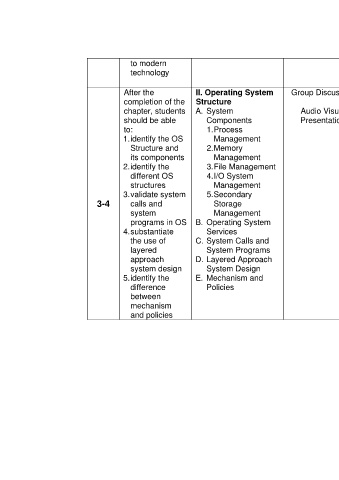 to modern
technology
3-4
After the
completion of the
chapter, students
should be able
to:
1.identify the OS
Structure and
its components
2.identify the
different OS
structures
3.validate system
calls and
system
programs in OS
4.substantiate
the use of
layered
approach
system design
5.identify the
difference
between
mechanism
and policies
II. Operating System
Structure
A. System
Components
1.Process
Management
2.Memory
Management
3.File Management
4.I/O System
Management
5.Secondary
Storage
Management
B. Operating System
Services
C. System Calls and
System Programs
D. Layered Approach
System Design
E. Mechanism and
Policies
Group Discus
Audio Visu
Presentatio